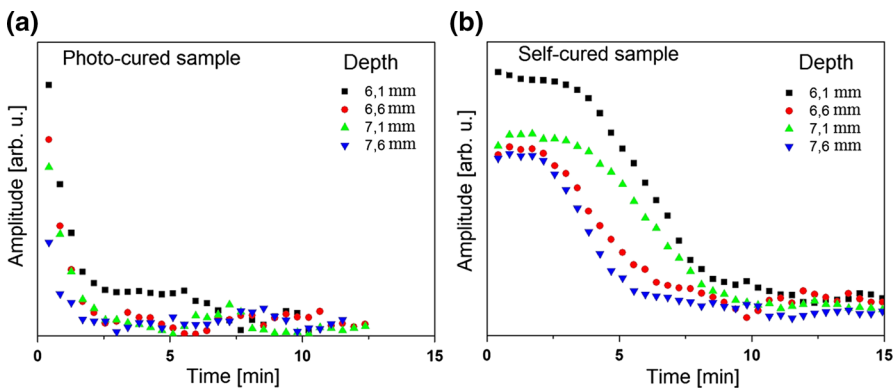 (a)
Photo-cured sample
Depth
6,1 mm
6,6 mm
7,1 mm
7,6 mm
Amplitude [arb. u.]
0
5
10
15
Time [min]
(b)
Self-cured sample
Depth
6,1 mm
6,6 mm
7,1 mm
7,6 mm
Amplitude [arb. u.]
0
5
10
15
Time [min]